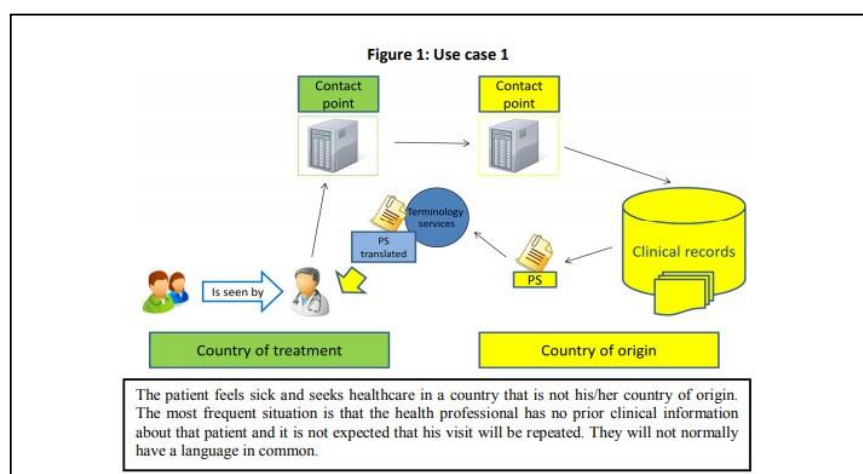 Figure 1: Use case 1
Contact
point
Contact
point
Terminology
services
PS
translated
PS
Clinical records
Is seen by
Country of treatment
Country of origin
The patient feels sick and seeks healthcare in a country that is not his/her country of origin.
The most frequent situation is that the health professional has no prior clinical information
about that patient and it is not expected that his visit will be repeated. They will not normally
have a language in common.